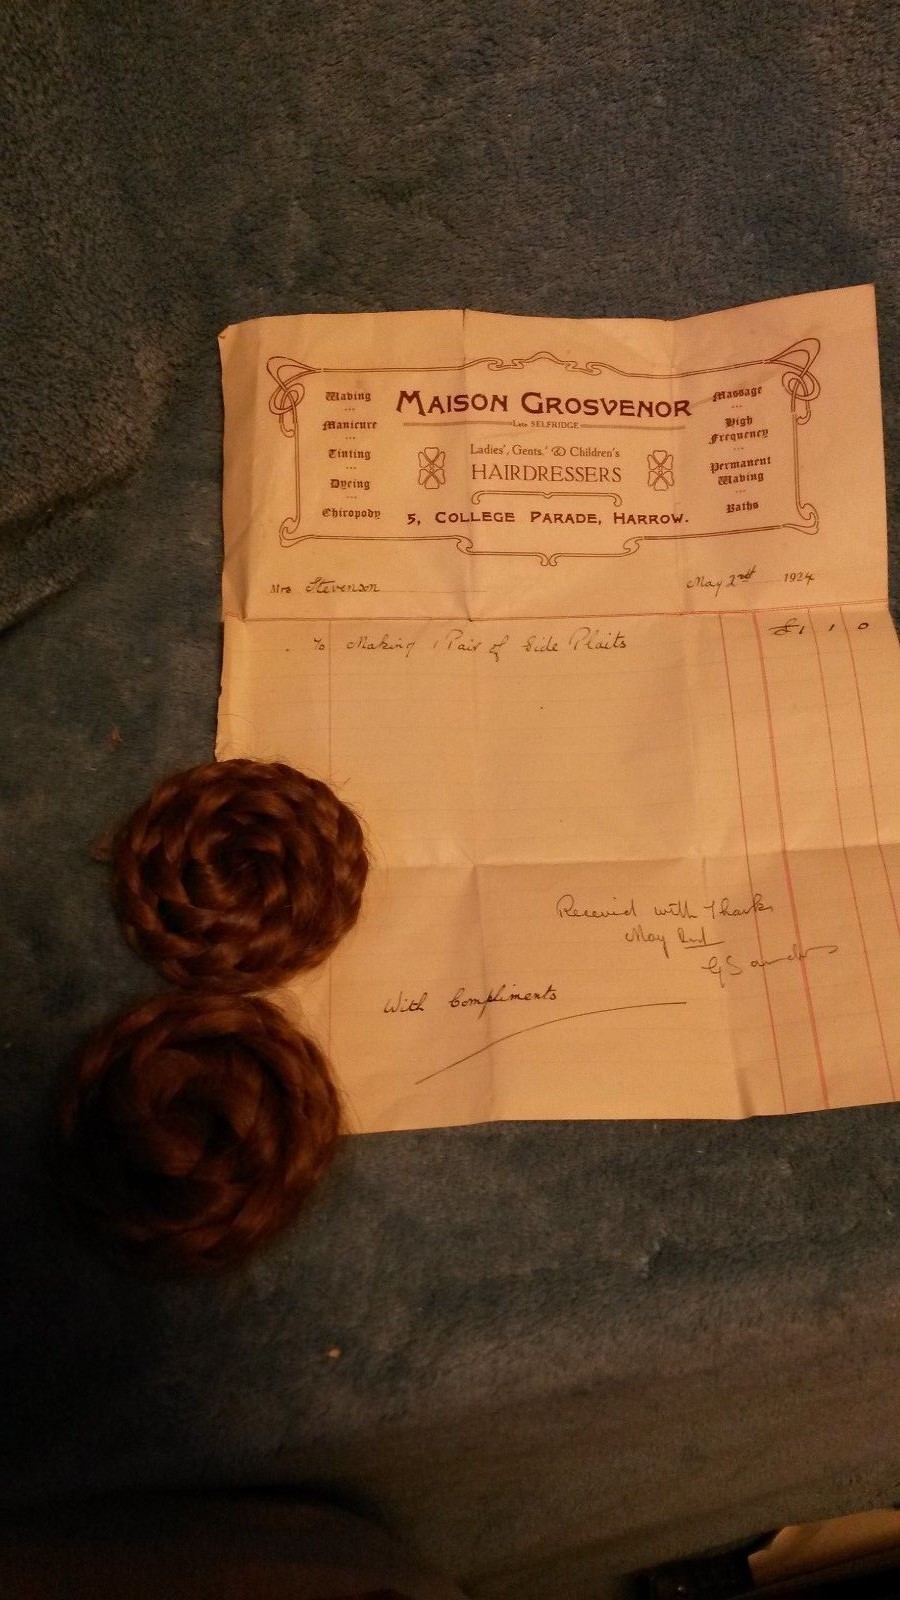 Waving
Manicure
Tinting
Dyeing
Chiropody
MAISON GROSVENOR
Late SELFRIDGE
Ladies', Gents.' & Children's
HAIRDRESSERS
5, COLLEGE PARADE, HARROW.
Massage
High
Frequency
Permanent
Waving
Baths
Mrs Stevenson May 2nd 1924
To Making 1 Pair of Side Plaits £1 1 0
Received with Thanks
May 2nd
G Saunders
With Compliments